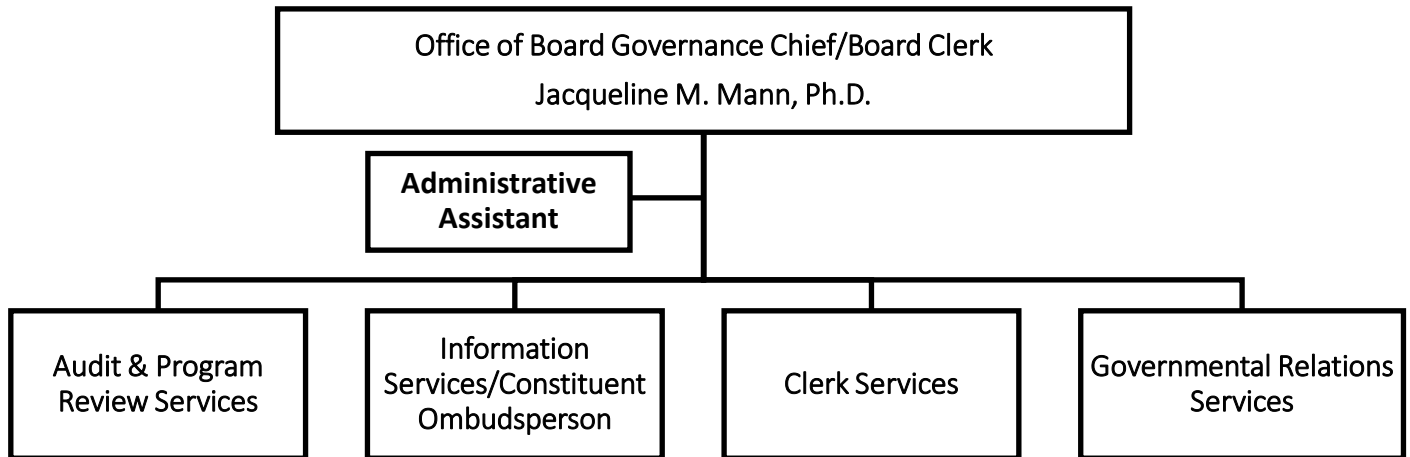 Office of Board Governance Chief/Board Clerk
Jacqueline M. Mann, Ph.D.
Administrative
Assistant
Audit & Program
Review Services
Information
Services/Constituent
Ombudsperson
Clerk Services
Governmental Relations
Services